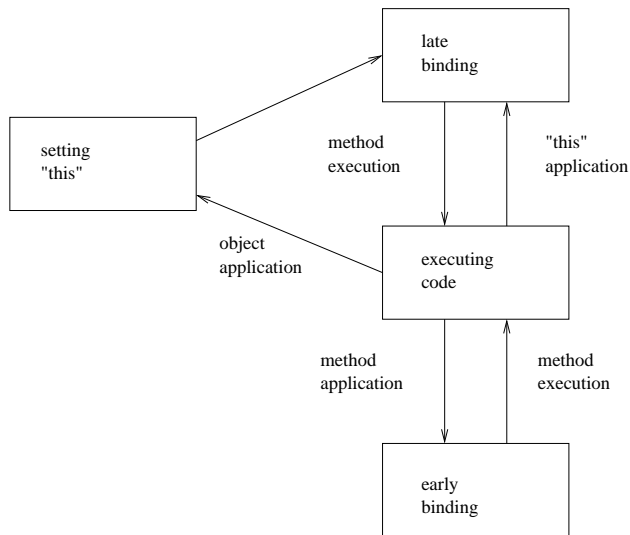 late
binding
setting
"this"
method
execution
"this"
application
object
application
executing
code
method
application
method
execution
early
binding